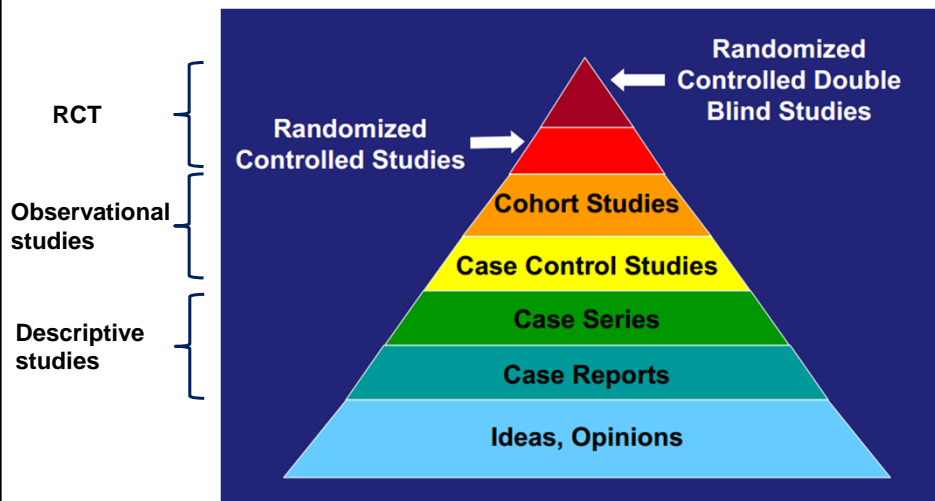 Randomized
Controlled Double
Blind Studies
RCT
Randomized
Controlled Studies
Observational
studies
Cohort Studies
Case Control Studies
Descriptive
studies
Case Series
Case Reports
Ideas, Opinions